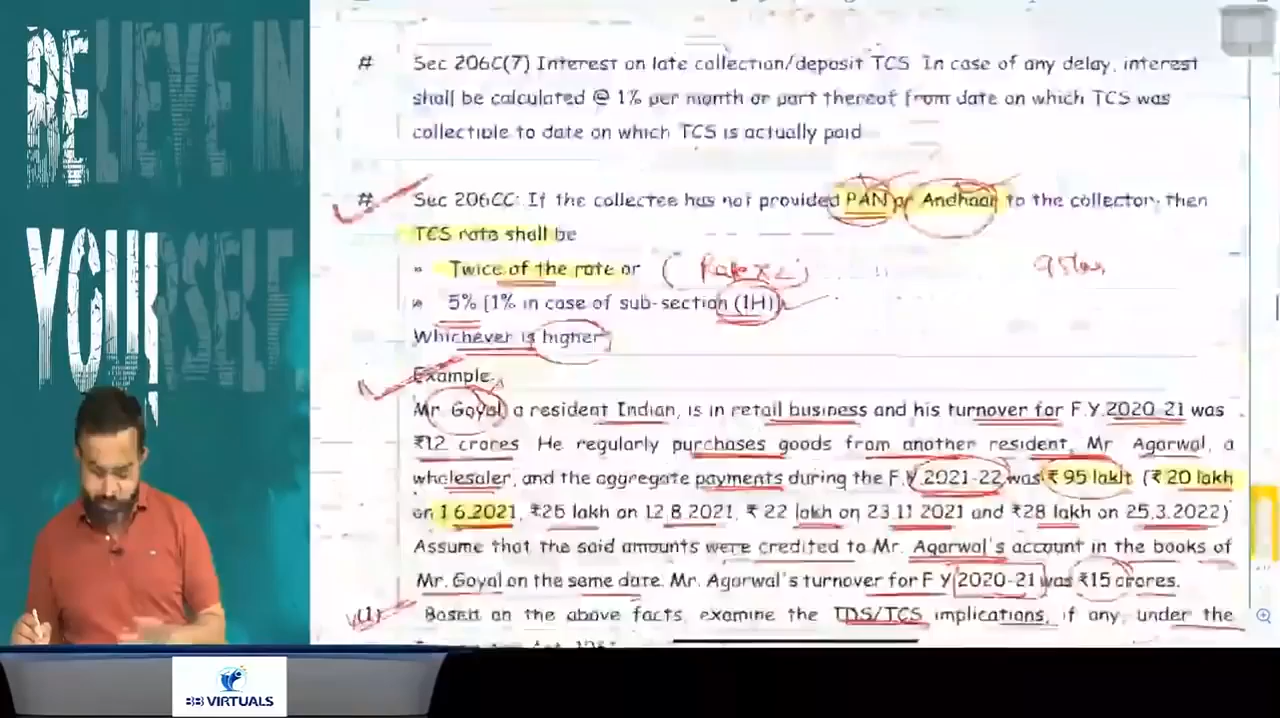 BELIEVE IN
YOURSELF
# Sec 206C(7) Interest on late collection/deposit TCS In case of any delay, interest
shall be calculated @ 1% per month or part thereof from date on which TCS was
collectible to date on which TCS is actually paid
# Sec 206CC: If the collectee has not provided PAN or Andhaar to the collector, then
TCS rate shall be
» Twice of the rate or (Rate x 2)
95 lac
» 5% [1% in case of sub-section (1H)]
Whichever is higher
Example
Mr. Goyal a resident Indian, is in retail business and his turnover for F.Y.2020-21 was
₹12 crores He regularly purchases goods from another resident, Mr Agarwal, a
wholesaler, and the aggregate payments during the F.Y 2021-22 was ₹ 95 lakh (₹ 20 lakh
on 1 6.2021, ₹25 lakh on 12.8 2021, ₹ 22 lakh on 23.11 2021 and ₹28 lakh on 25.3.2022)
Assume that the said amounts were credited to Mr. Agarwal's account in the books of
Mr. Goyal on the same date. Mr. Agarwal's turnover for F Y 2020-21 was ₹15 crores.
(1) Based on the above facts, examine the TDS/TCS implications, if any, under the
BB VIRTUALS